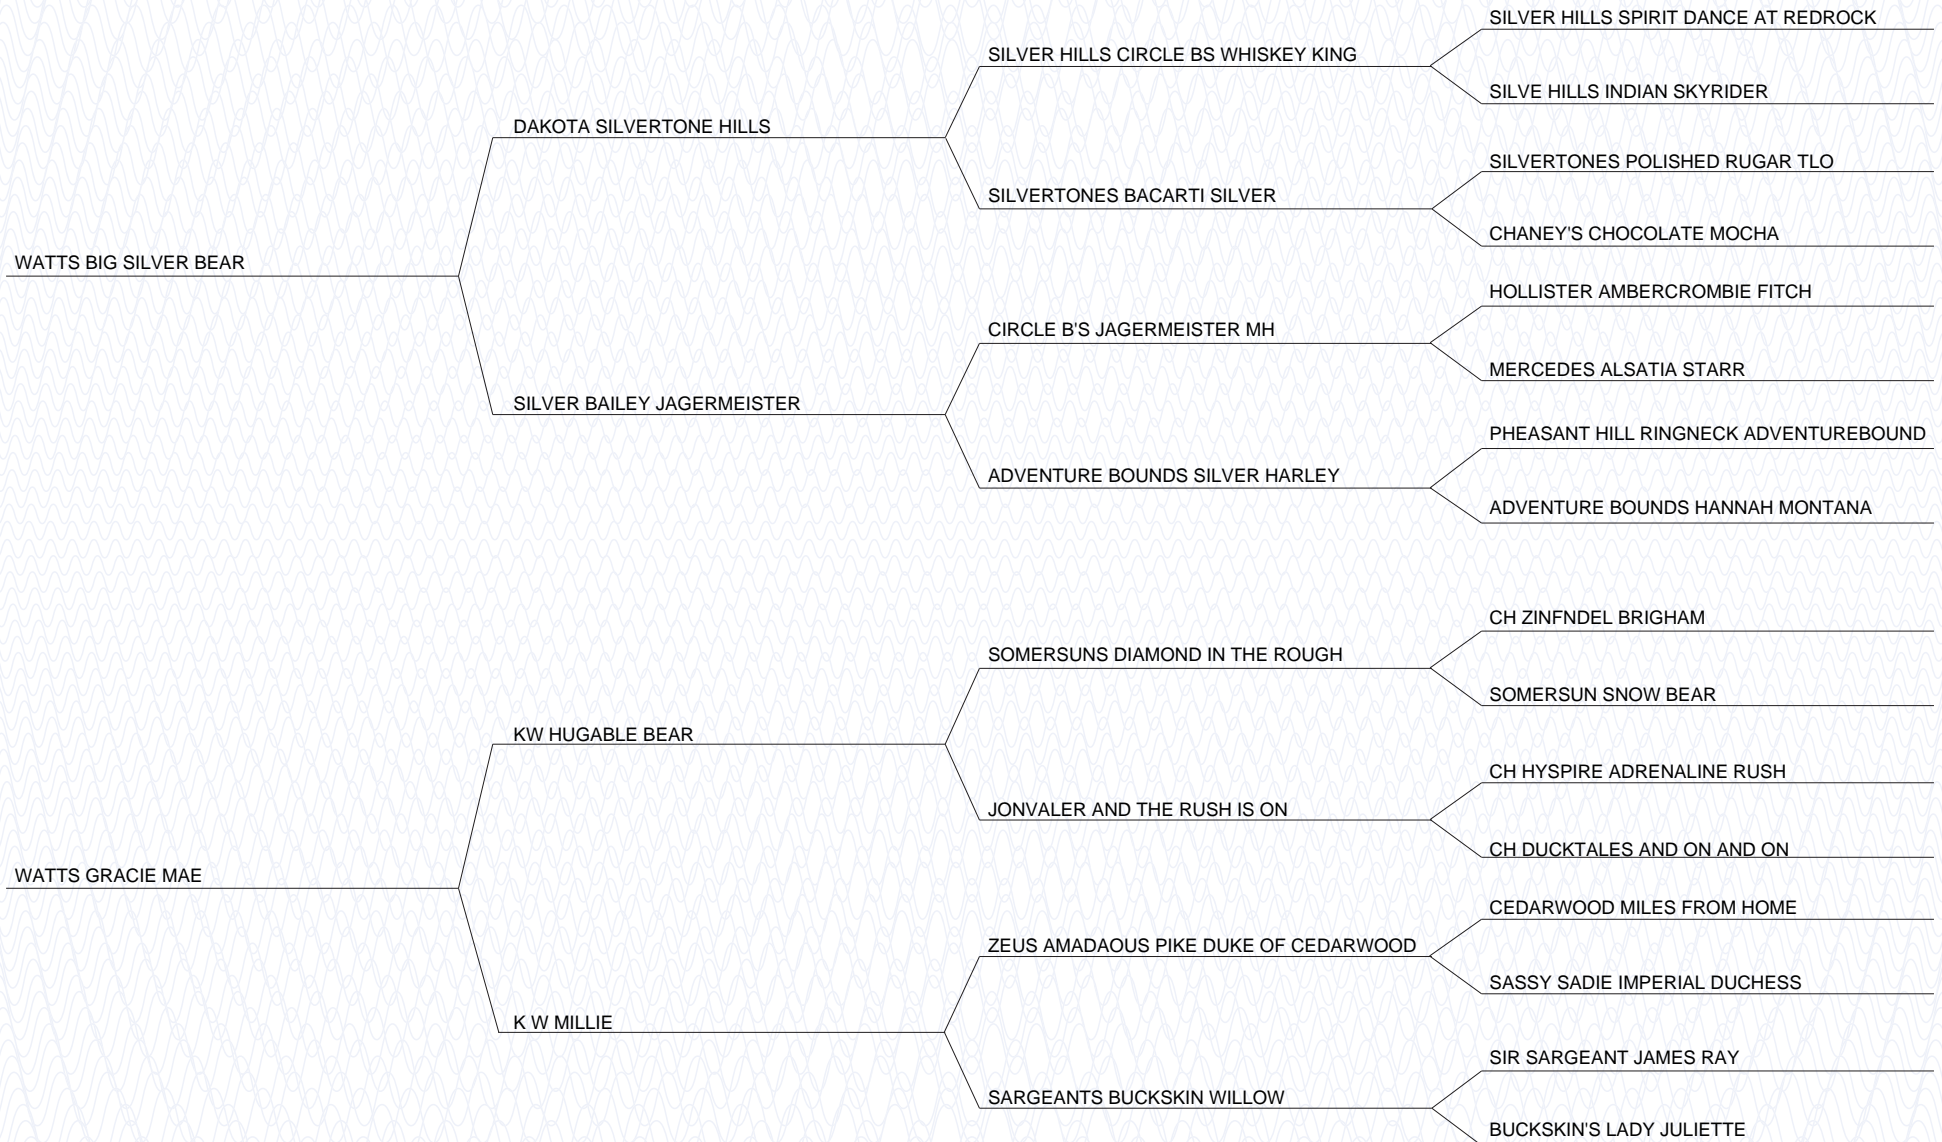 SILVER HILLS SPIRIT DANCE AT REDROCK
SILVER HILLS CIRCLE BS WHISKEY KING
SILVE HILLS INDIAN SKYRIDER
DAKOTA SILVERTONE HILLS
SILVERTONES POLISHED RUGAR TLO
SILVERTONES BACARTI SILVER
CHANEY'S CHOCOLATE MOCHA
WATTS BIG SILVER BEAR
HOLLISTER AMBERCROMBIE FITCH
CIRCLE B'S JAGERMEISTER MH
MERCEDES ALSATIA STARR
SILVER BAILEY JAGERMEISTER
PHEASANT HILL RINGNECK ADVENTUREBOUND
ADVENTURE BOUNDS SILVER HARLEY
ADVENTURE BOUNDS HANNAH MONTANA
CH ZINFNDEL BRIGHAM
SOMERSUNS DIAMOND IN THE ROUGH
SOMERSUN SNOW BEAR
KW HUGABLE BEAR
CH HYSPIRE ADRENALINE RUSH
JONVALER AND THE RUSH IS ON
CH DUCKTALES AND ON AND ON
WATTS GRACIE MAE
CEDARWOOD MILES FROM HOME
ZEUS AMADAOUS PIKE DUKE OF CEDARWOOD
SASSY SADIE IMPERIAL DUCHESS
K W MILLIE
SIR SARGEANT JAMES RAY
SARGEANTS BUCKSKIN WILLOW
BUCKSKIN'S LADY JULIETTE